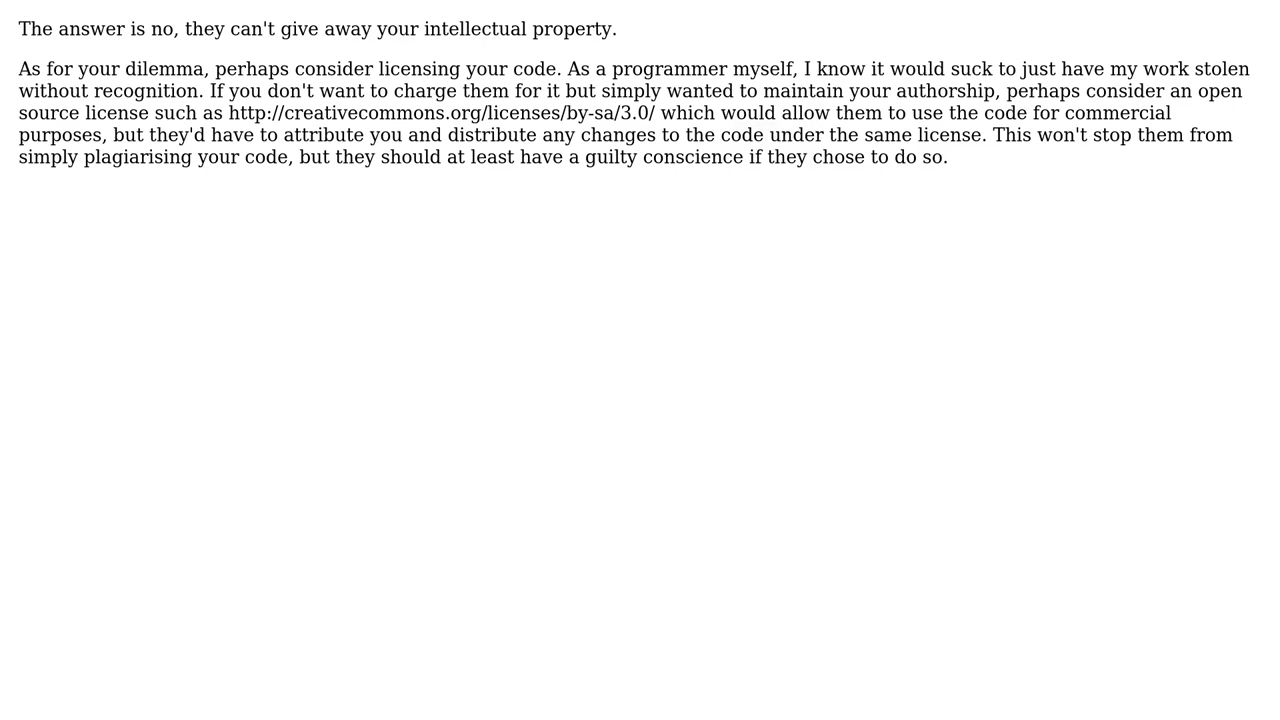 The answer is no, they can't give away your intellectual property.
As for your dilemma, perhaps consider licensing your code. As a programmer myself, I know it would suck to just have my work stolen
without recognition. If you don't want to charge them for it but simply wanted to maintain your authorship, perhaps consider an open
source license such as http://creativecommons.org/licenses/by-sa/3.0/ which would allow them to use the code for commercial
purposes, but they'd have to attribute you and distribute any changes to the code under the same license. This won't stop them from
simply plagiarising your code, but they should at least have a guilty conscience if they chose to do so.